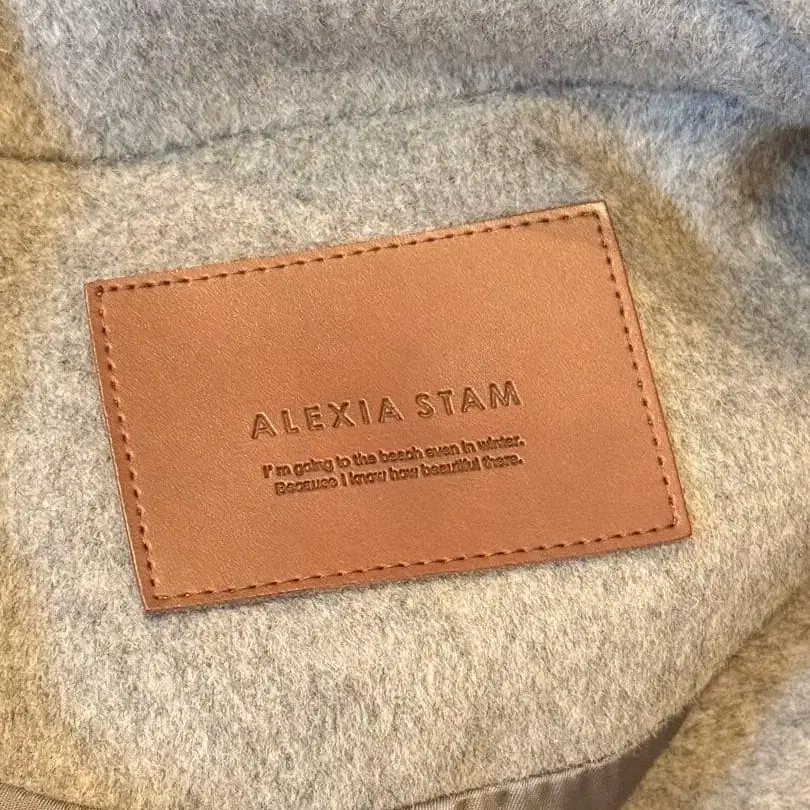 ALEXIA STAM
I'm going to the beach even in winter.
Because I know how beautiful there.